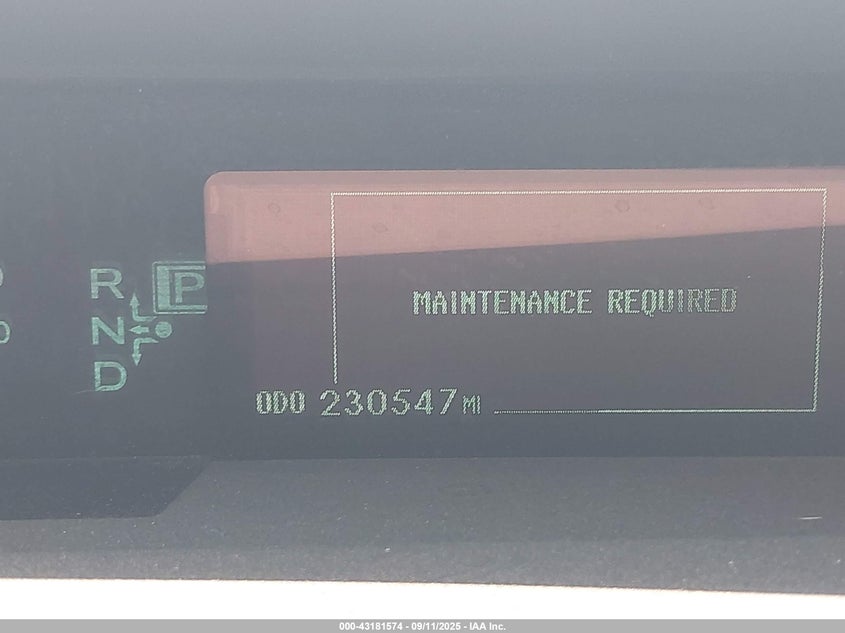 R P
N
D
MAINTENANCE REQUIRED
ODO 230547 MI
000-43181574 - 09/11/2025 - IAA Inc.